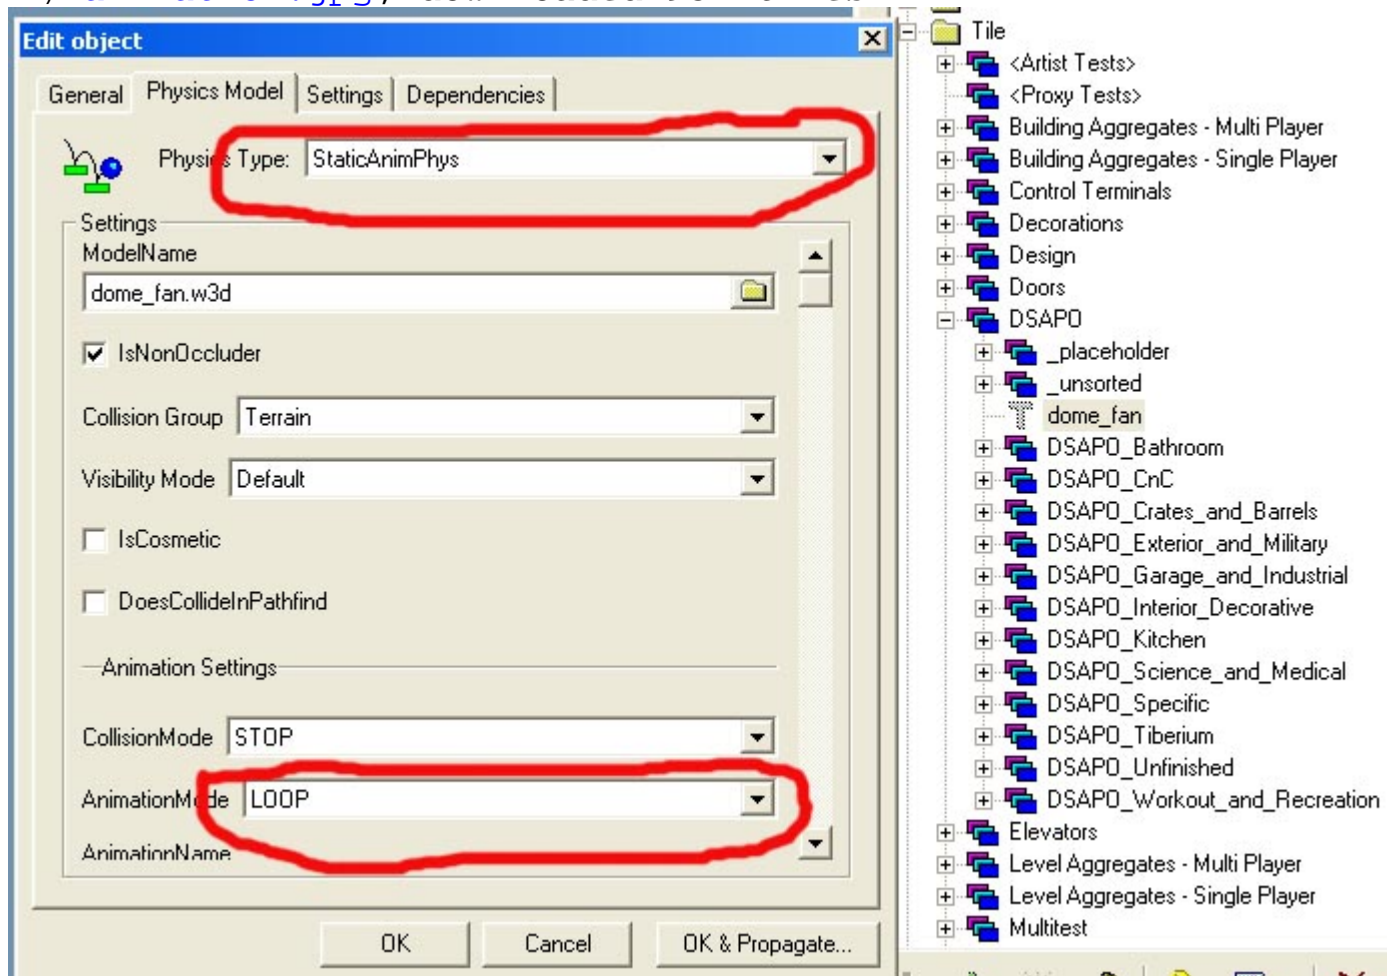 Edit object
General Physics Model Settings Dependencies
Physics Type: StaticAnimPhys
Settings
ModelName
dome_fan.w3d
IsNonOccluder
Collision Group Terrain
Visibility Mode Default
IsCosmetic
DoesCollideInPathfind
Animation Settings
CollisionMode STOP
AnimationMode LOOP
AnimationName
OK Cancel OK & Propagate...
Tile
<Artist Tests>
<Proxy Tests>
Building Aggregates - Multi Player
Building Aggregates - Single Player
Control Terminals
Decorations
Design
Doors
DSAPO
_placeholder
_unsorted
dome_fan
DSAPO_Bathroom
DSAPO_CnC
DSAPO_Crates_and_Barrels
DSAPO_Exterior_and_Military
DSAPO_Garage_and_Industrial
DSAPO_Interior_Decorative
DSAPO_Kitchen
DSAPO_Science_and_Medical
DSAPO_Specific
DSAPO_Tiberium
DSAPO_Unfinished
DSAPO_Workout_and_Recreation
Elevators
Level Aggregates - Multi Player
Level Aggregates - Single Player
Multitest